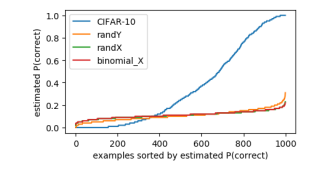 1.0
0.8
0.6
0.4
0.2
0.0
estimated P(correct)
CIFAR-10
randY
randX
binomial_X
0 200 400 600 800 1000
examples sorted by estimated P(correct)